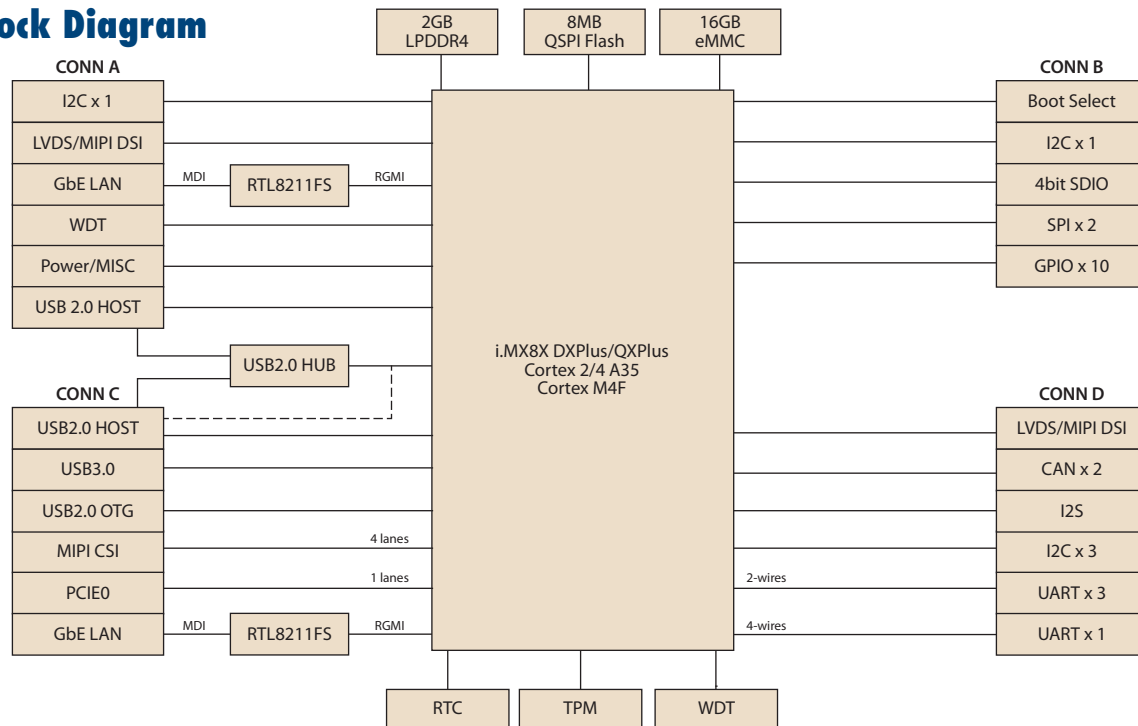 ock Diagram
2GB
LPDDR4
8MB
QSPI Flash
16GB
eMMC
CONN A
I2C x 1
LVDS/MIPI DSI
GbE LAN
MDI
RTL8211FS
RGMI
WDT
Power/MISC
USB 2.0 HOST
USB2.0 HUB
CONN B
Boot Select
I2C x 1
4bit SDIO
SPI x 2
GPIO x 10
i.MX8X DXPlus/QXPlus
Cortex 2/4 A35
Cortex M4F
CONN C
USB2.0 HOST
USB3.0
USB2.0 OTG
MIPI CSI
4 lanes
PCIE0
1 lanes
GbE LAN
MDI
RTL8211FS
RGMI
CONN D
LVDS/MIPI DSI
CAN x 2
I2S
I2C x 3
2-wires
UART x 3
4-wires
UART x 1
RTC
TPM
WDT